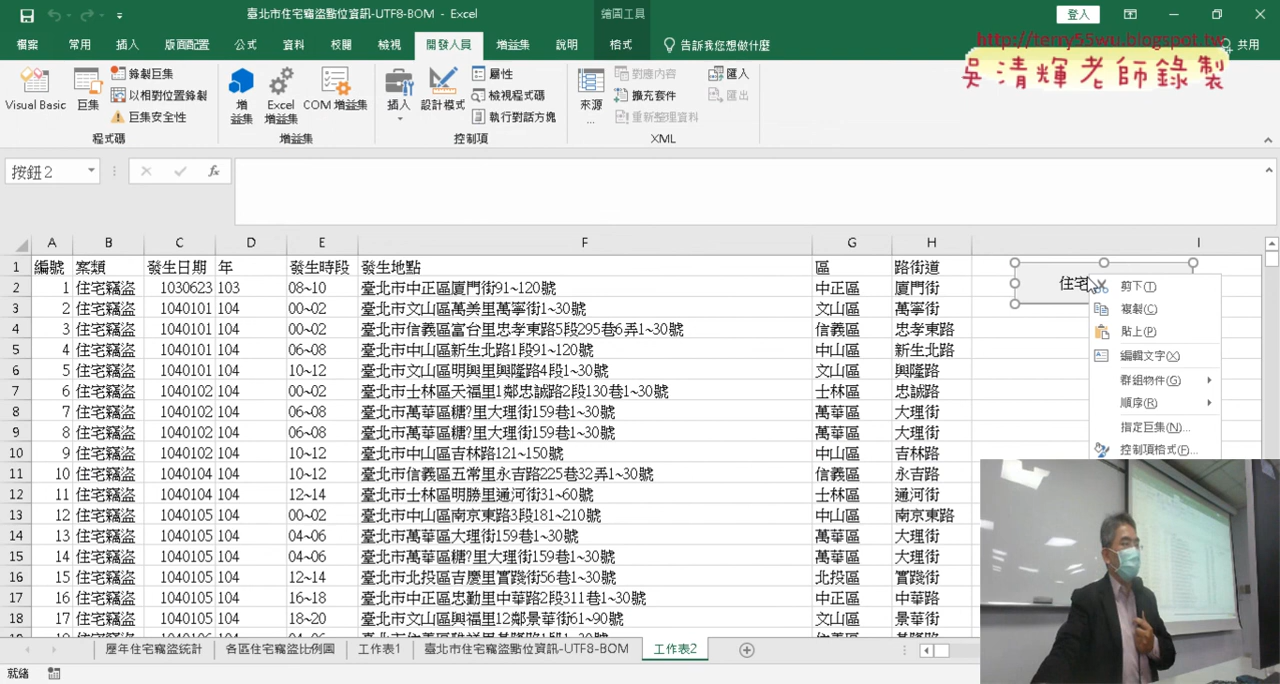 臺北市住宅竊盜點位資訊-UTF8-BOM - Excel
繪圖工具
登入
檔案 常用 插入 版面配置 公式 資料 校閱 檢視 開發人員 增益集 說明 格式 告訴我您想做什麼 共用
http://terry55wu.blogspot.tw
吳清輝老師錄製
Visual Basic 巨集 錄製巨集 以相對位置錄製 巨集安全性
增益集 Excel 增益集 COM 增益集
插入 設計模式 屬性 檢視程式碼 執行對話方塊
來源... 對應內容 擴充套件 重新整理資料 匯入 匯出
程式碼 增益集 控制項 XML
按鈕 2 fx
A B C D E F G H I
1 編號 案類 發生日期 年 發生時段 發生地點 區 路街道
2 1 住宅竊盜 1030623 103 08~10 臺北市中正區廈門街91~120號 中正區 廈門街
3 2 住宅竊盜 1040101 104 00~02 臺北市文山區萬美里萬寧街1~30號 文山區 萬寧街
4 3 住宅竊盜 1040101 104 00~02 臺北市信義區富台里忠孝東路5段295巷6弄1~30號 信義區 忠孝東路
5 4 住宅竊盜 1040101 104 06~08 臺北市中山區新生北路1段91~120號 中山區 新生北路
6 5 住宅竊盜 1040101 104 10~12 臺北市文山區明興里興隆路4段1~30號 文山區 興隆路
7 6 住宅竊盜 1040102 104 00~02 臺北市士林區天福里1鄰忠誠路2段130巷1~30號 士林區 忠誠路
8 7 住宅竊盜 1040102 104 06~08 臺北市萬華區糖?里大理街159巷1~30號 萬華區 大理街
9 8 住宅竊盜 1040102 104 06~08 臺北市萬華區糖?里大理街159巷1~30號 萬華區 大理街
10 9 住宅竊盜 1040102 104 10~12 臺北市中山區吉林路121~150號 中山區 吉林路
11 10 住宅竊盜 1040104 104 10~12 臺北市信義區五常里永吉路225巷32弄1~30號 信義區 永吉路
12 11 住宅竊盜 1040104 104 12~14 臺北市士林區明勝里通河街31~60號 士林區 通河街
13 12 住宅竊盜 1040105 104 00~02 臺北市中山區南京東路3段181~210號 中山區 南京東路
14 13 住宅竊盜 1040105 104 04~06 臺北市萬華區大理街159巷1~30號 萬華區 大理街
15 14 住宅竊盜 1040105 104 04~06 臺北市萬華區糖?里大理街159巷1~30號 萬華區 大理街
16 15 住宅竊盜 1040105 104 12~14 臺北市北投區吉慶里實踐街56巷1~30號 北投區 實踐街
17 16 住宅竊盜 1040105 104 16~18 臺北市中正區忠勤里中華路2段311巷1~30號 中正區 中華路
18 17 住宅竊盜 1040105 104 18~20 臺北市文山區興福里12鄰景華街61~90號 文山區 景華街
住宅
剪下(T)
複製(C)
貼上(P)
編輯文字(X)
群組物件(G)
順序(R)
指定巨集(N)...
控制項格式(F)...
歷年住宅竊盜統計 各區住宅竊盜比例圖 工作表1 臺北市住宅竊盜點位資訊-UTF8-BOM 工作表2
就緒